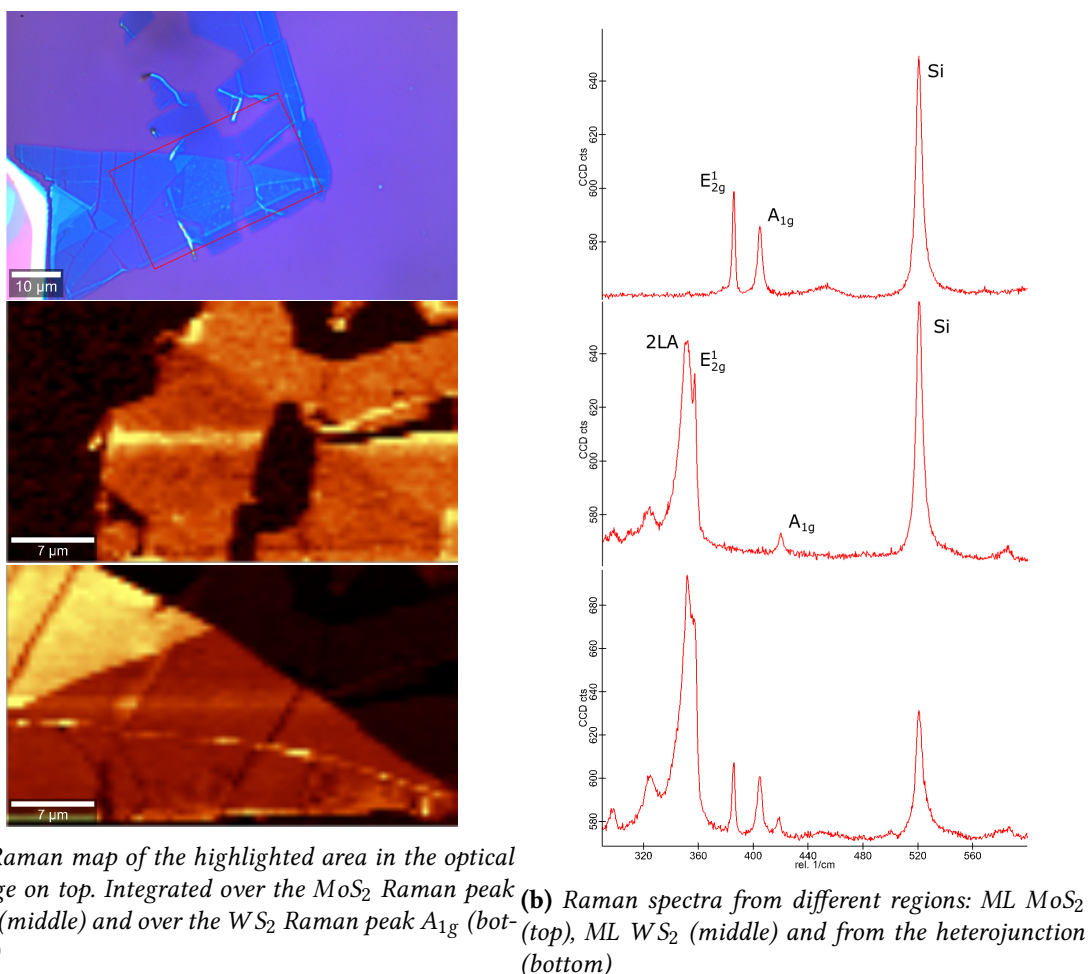 10 μm
7 μm
7 μm
Raman map of the highlighted area in the optical
ge on top. Integrated over the MoS2 Raman peak
(middle) and over the WS2 Raman peak A1g (bot-
)
CCD cts
640
620
600
580
E¹2g
A1g
Si
CCD cts
640
620
600
580
2LA
E¹2g
A1g
Si
CCD cts
680
660
640
620
600
580
320
360
400
440
480
520
560
rel. 1/cm
(b) Raman spectra from different regions: ML MoS2
(top), ML WS2 (middle) and from the heterojunction
(bottom)